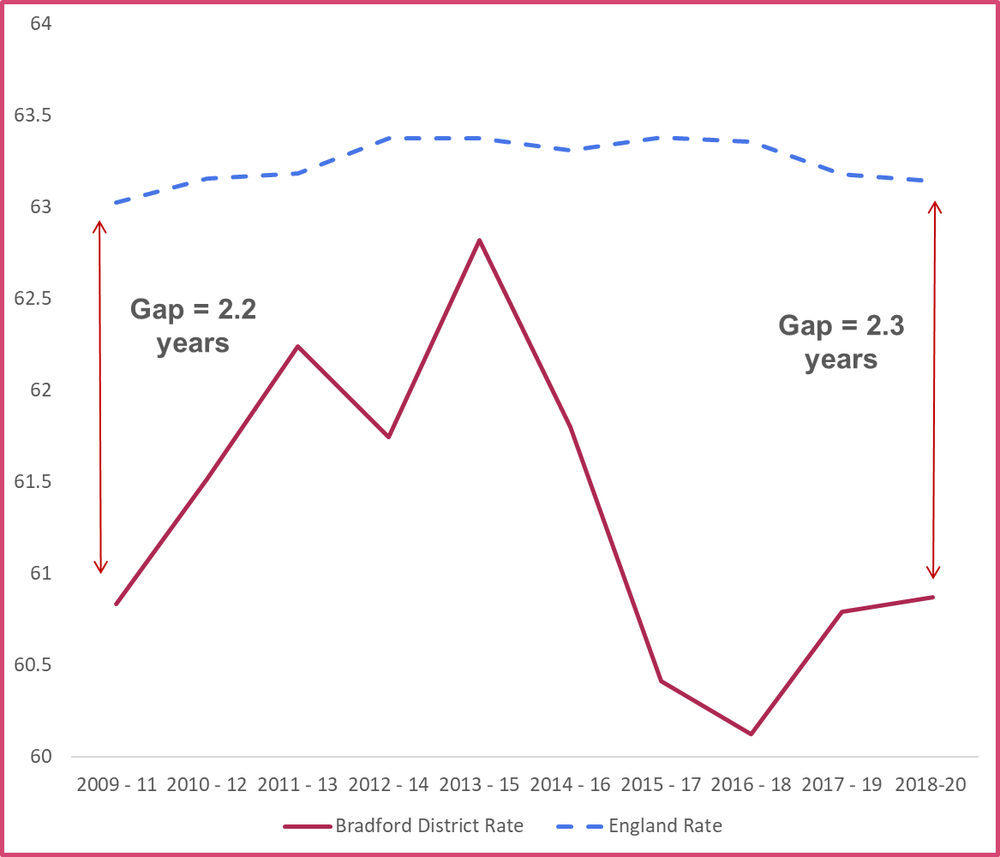 64
63.5
63
62.5
62
61.5
61
60.5
60
Gap = 2.2
years
Gap = 2.3
years
2009 - 11 2010 - 12 2011 - 13 2012 - 14 2013 - 15 2014 - 16 2015 - 17 2016 - 18 2017 - 19 2018-20
Bradford District Rate England Rate